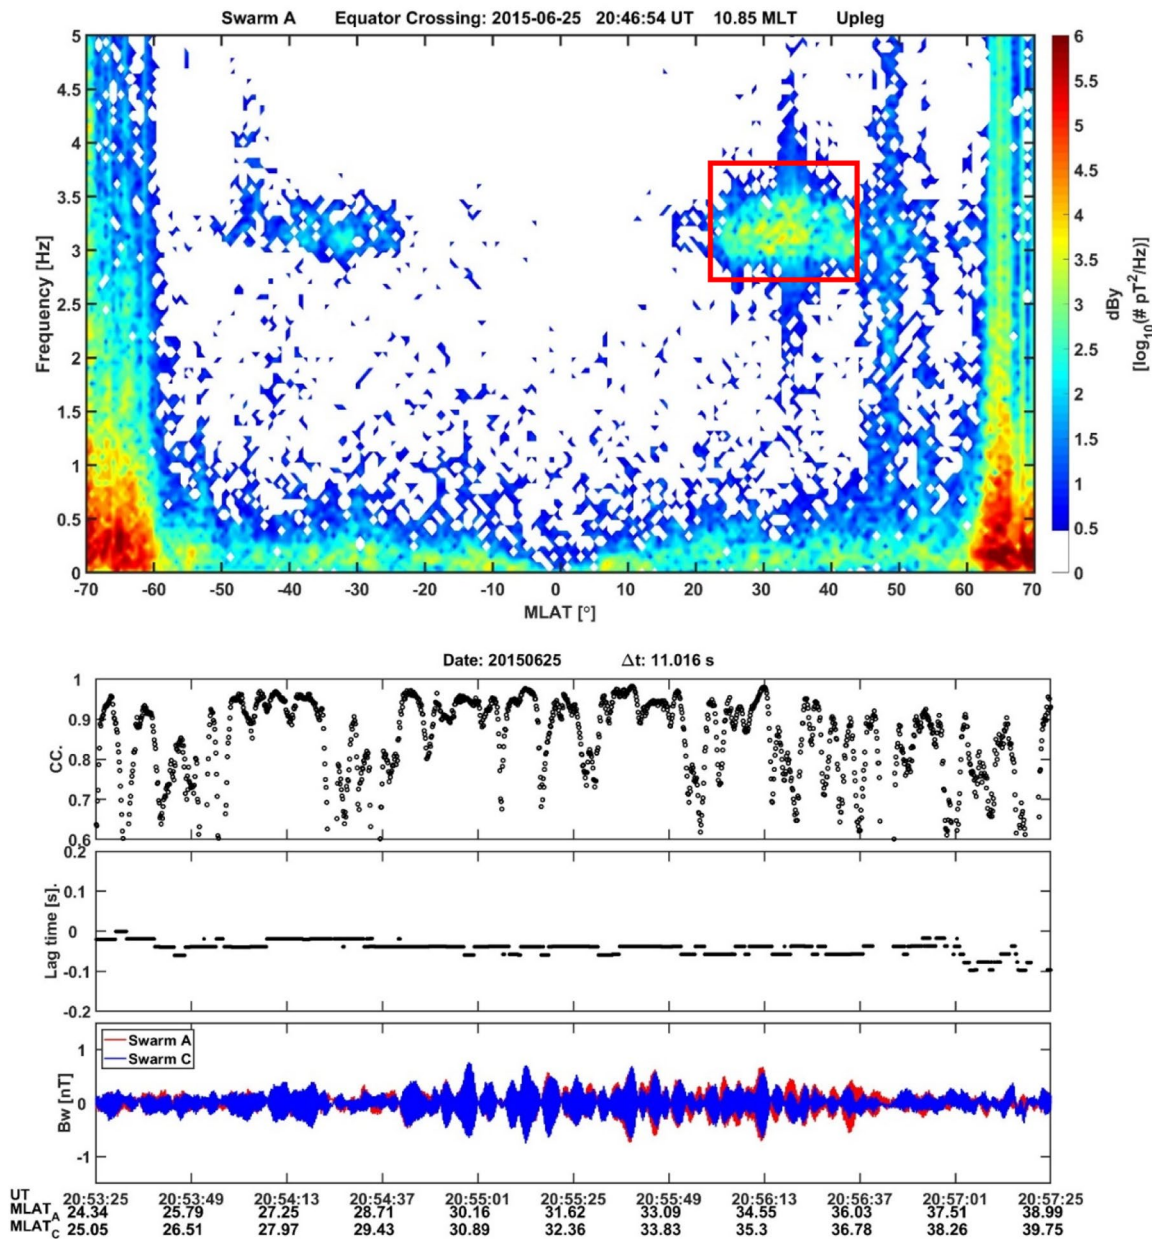 Swarm A Equator Crossing: 2015-06-25 20:46:54 UT 10.85 MLT Upleg
5
4.5
4
3.5
3
2.5
2
1.5
1
0.5
0
Frequency [Hz]
-70 -60 -50 -40 -30 -20 -10 0 10 20 30 40 50 60 70
MLAT [°]
6
5.5
5
4.5
4
3.5
3
2.5
2
1.5
1
0.5
0
dBy
[log10(# pT²/Hz)]
Date: 20150625 Δt: 11.016 s
1
0.9
0.8
0.7
0.6
CC.
0.2
0.1
0
-0.1
-0.2
Lag time [s].
1
0
-1
Bw [nT]
Swarm A
Swarm C
UT 20:53:25 20:53:49 20:54:13 20:54:37 20:55:01 20:55:25 20:55:49 20:56:13 20:56:37 20:57:01 20:57:25
MLATA 24.34 25.79 27.25 28.71 30.16 31.62 33.09 34.55 36.03 37.51 38.99
MLATC 25.05 26.51 27.97 29.43 30.89 32.36 33.83 35.3 36.78 38.26 39.75